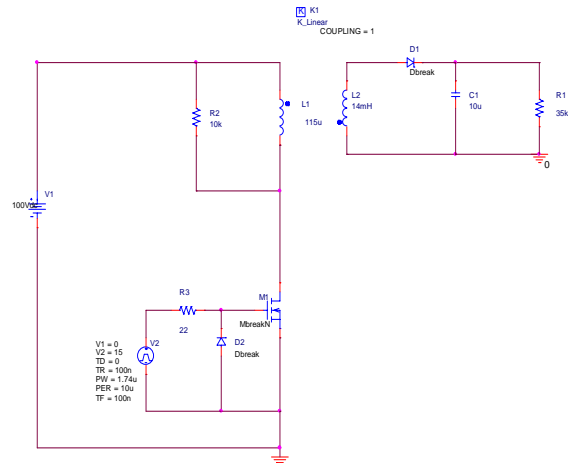 K K1
K_Linear
COUPLING = 1
D1
Dbreak
R2
10k
L1
115u
L2
14mH
C1
10u
R1
35k
0
V1
R3
22
M1
MbreakN
D2
Dbreak
V2
V1 = 0
V2 = 15
TD = 0
TR = 100n
PW = 1.74u
PER = 10u
TF = 100n